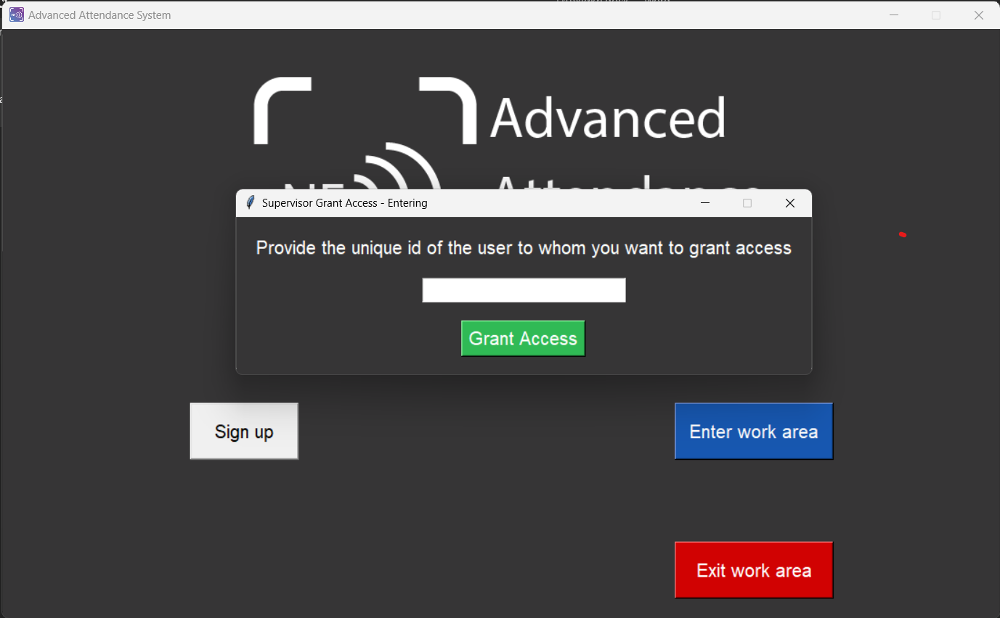 Advanced Attendance System
Advanced
Attendance
Supervisor Grant Access - Entering
Provide the unique id of the user to whom you want to grant access
Grant Access
Sign up
Enter work area
Exit work area